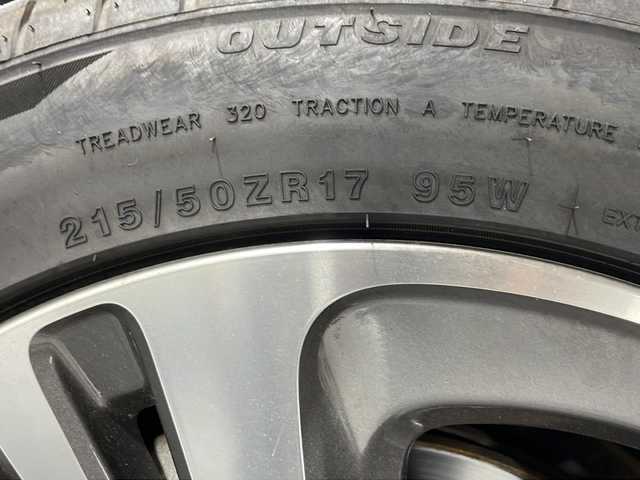 OUTSIDE
TREADWEAR 320 TRACTION A TEMPERATURE
215/50ZR17 95W